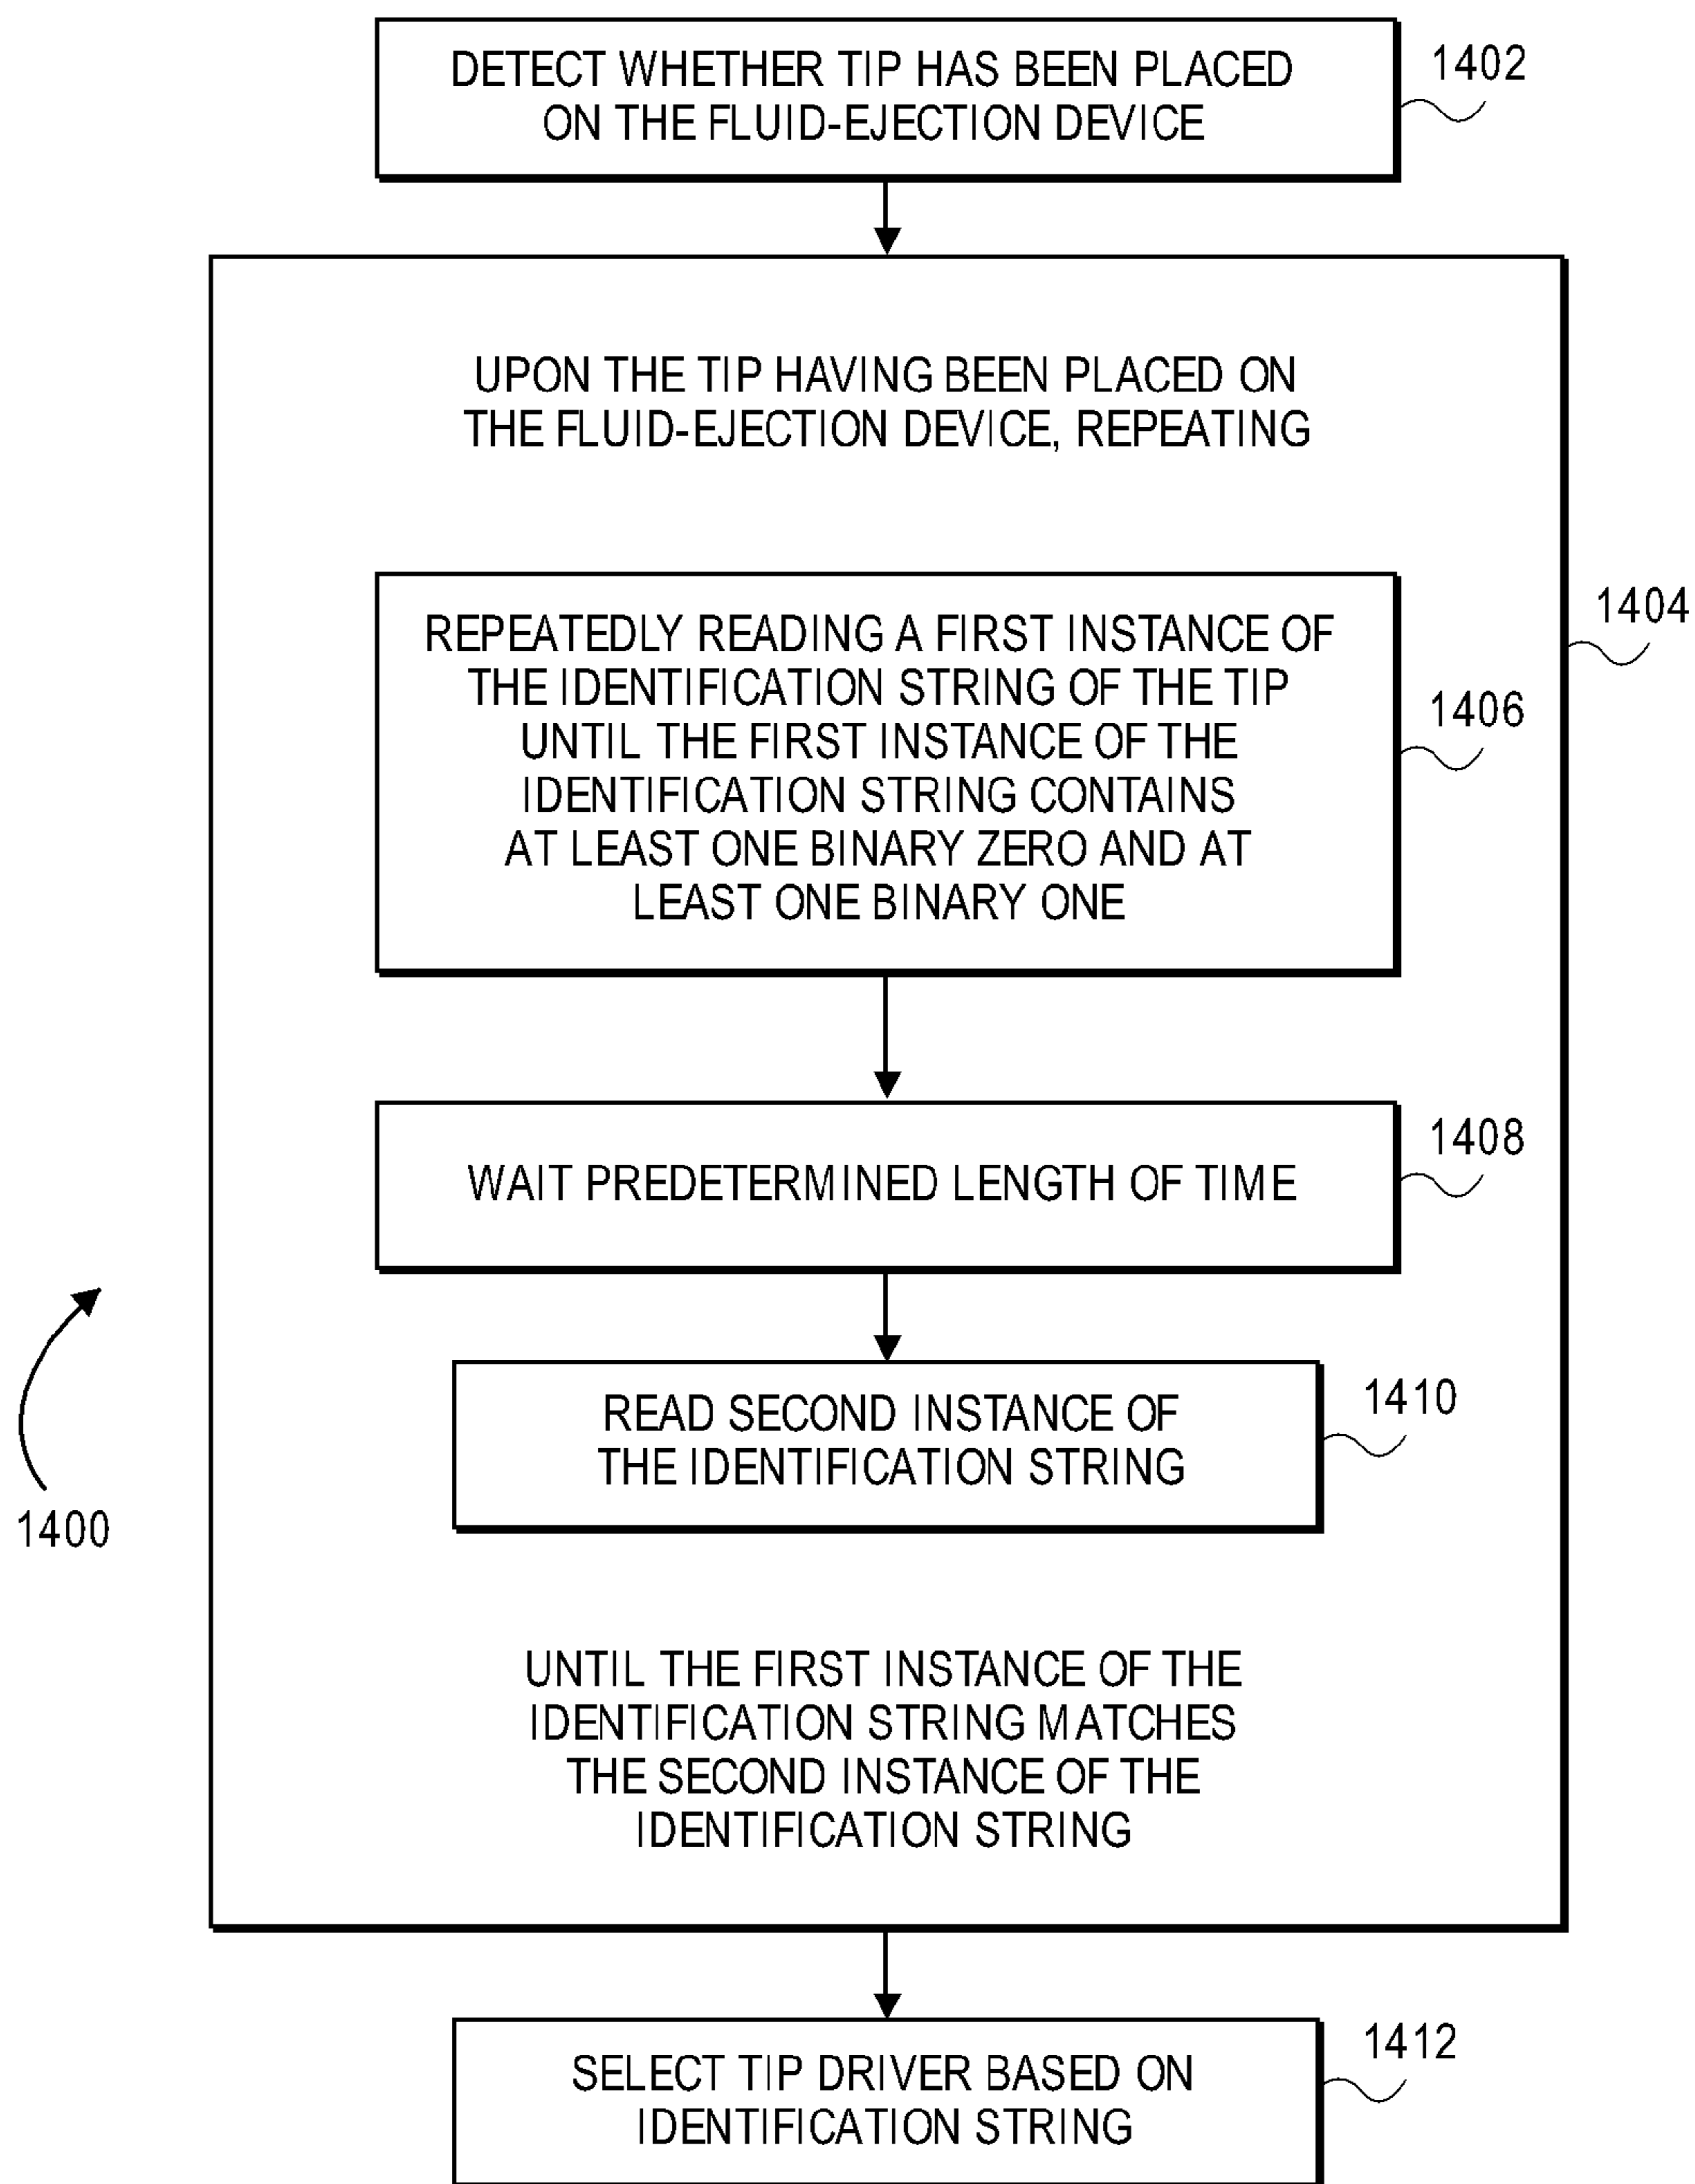 DETECT WHETHER TIP HAS BEEN PLACED
ON THE FLUID-EJECTION DEVICE
1402
UPON THE TIP HAVING BEEN PLACED ON
THE FLUID-EJECTION DEVICE, REPEATING
1404
REPEATEDLY READING A FIRST INSTANCE OF
THE IDENTIFICATION STRING OF THE TIP
UNTIL THE FIRST INSTANCE OF THE
IDENTIFICATION STRING CONTAINS
AT LEAST ONE BINARY ZERO AND AT
LEAST ONE BINARY ONE
1406
WAIT PREDETERMINED LENGTH OF TIME
1408
READ SECOND INSTANCE OF
THE IDENTIFICATION STRING
1410
1400
UNTIL THE FIRST INSTANCE OF THE
IDENTIFICATION STRING MATCHES
THE SECOND INSTANCE OF THE
IDENTIFICATION STRING
SELECT TIP DRIVER BASED ON
IDENTIFICATION STRING
1412